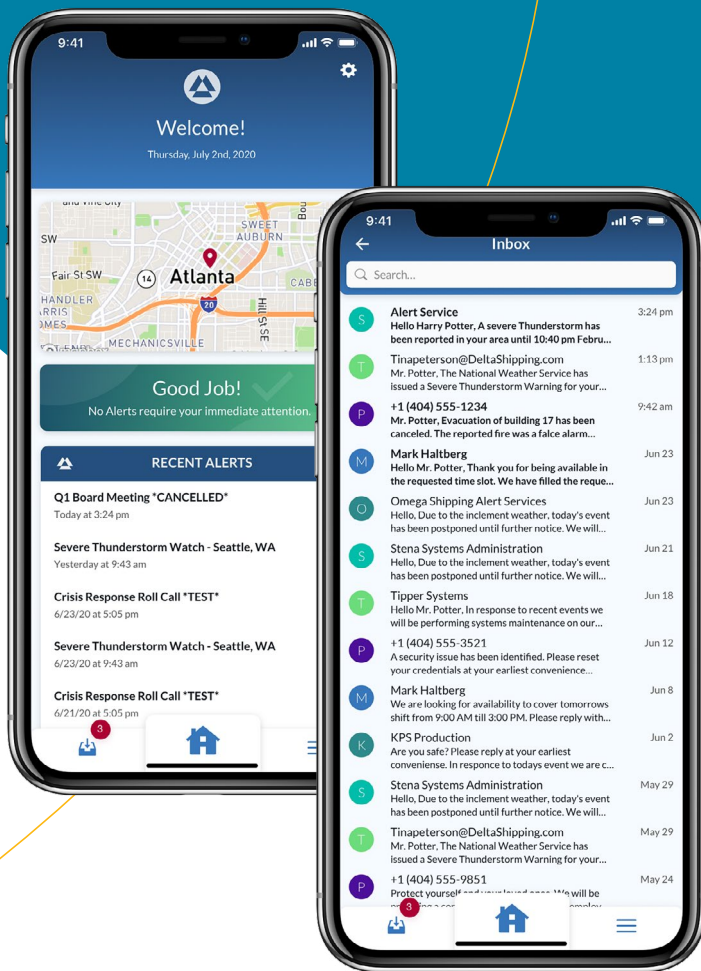 9:41
Welcome!
Thursday, July 2nd, 2020
SW
SWEET
AUBURN
Fair St SW
14
Atlanta
20
Hill St SE
MECHANICSVILLE
Good Job!
No Alerts require your immediate attention.
RECENT ALERTS
Q1 Board Meeting *CANCELLED*
Today at 3:24 pm
Severe Thunderstorm Watch - Seattle, WA
Yesterday at 9:43 am
Crisis Response Roll Call *TEST*
6/23/20 at 5:05 pm
Severe Thunderstorm Watch - Seattle, WA
6/23/20 at 9:43 am
Crisis Response Roll Call *TEST*
6/21/20 at 5:05 pm
3
9:41
Inbox
Search...
S
Alert Service
3:24 pm
Hello Harry Potter, A severe Thunderstorm has
been reported in your area until 10:40 pm Febru...
T
Tinapeterson@DeltaShipping.com
1:13 pm
Mr. Potter, The National Weather Service has
issued a Severe Thunderstorm Warning for your...
P
+1 (404) 555-1234
9:42 am
Mr. Potter, Evacuation of building 17 has been
canceled. The reported fire was a falce alarm...
M
Mark Haltberg
Jun 23
Hello Mr. Potter, Thank you for being available in
the requested time slot. We have filled the reque...
O
Omega Shipping Alert Services
Jun 23
Hello, Due to the inclement weather, today's event
has been postponed until further notice. We will...
S
Stena Systems Administration
Jun 21
Hello, Due to the inclement weather, today's event
has been postponed until further notice. We will...
T
Tipper Systems
Jun 18
Hello Mr. Potter, In response to recent events we
will be performing systems maintenance on our...
P
+1 (404) 555-3521
Jun 12
A security issue has been identified. Please reset
your credentials at your earliest convenience...
M
Mark Haltberg
Jun 8
We are looking for availability to cover tomorrows
shift from 9:00 AM till 3:00 PM. Please reply with...
K
KPS Production
Jun 2
Are you safe? Please reply at your earliest
conveniense. In responce to todays event we are c...
S
Stena Systems Administration
May 29
Hello, Due to the inclement weather, today's event
has been postponed until further notice. We will...
T
Tinapeterson@DeltaShipping.com
May 29
Mr. Potter, The National Weather Service has
issued a Severe Thunderstorm Warning for your...
P
+1 (404) 555-9851
May 24
Protect yourself and your loved ones. We will be
3